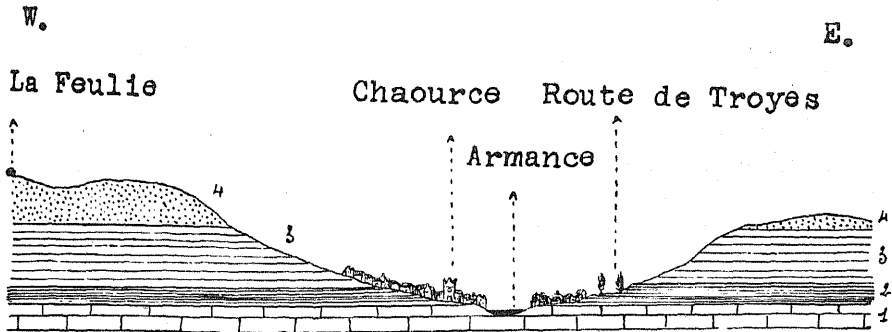 W.
E.
La Feulie
Chaource
Route de Troyes
Armance
4
3
4
3
2
1